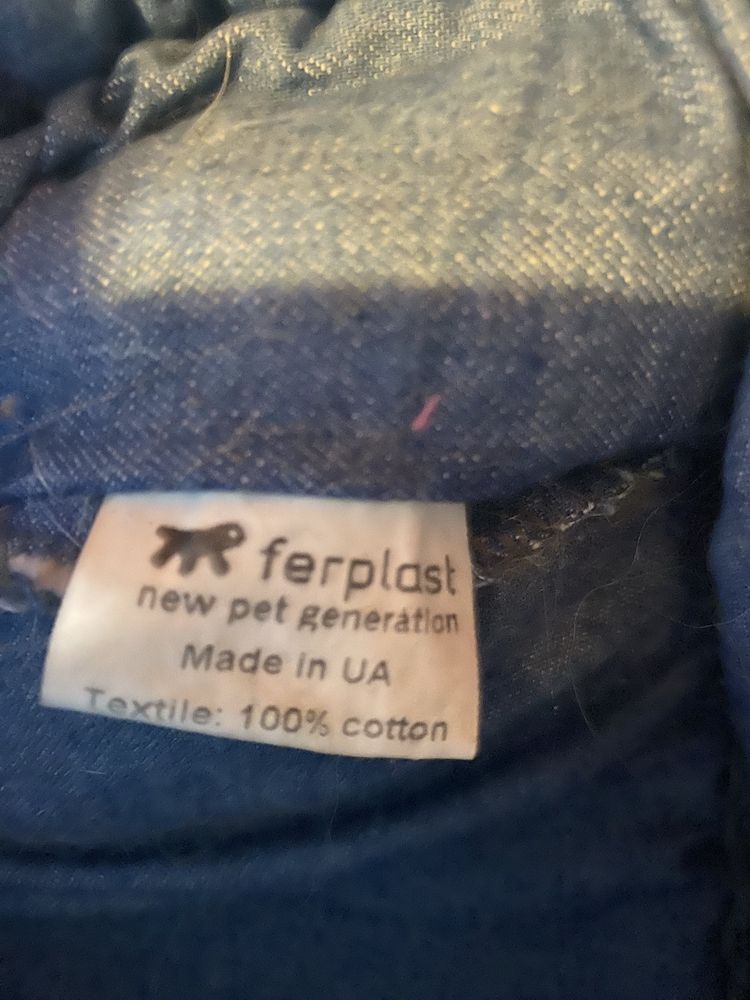 ferplast
new pet generation
Made in UA
Textile: 100% cotton